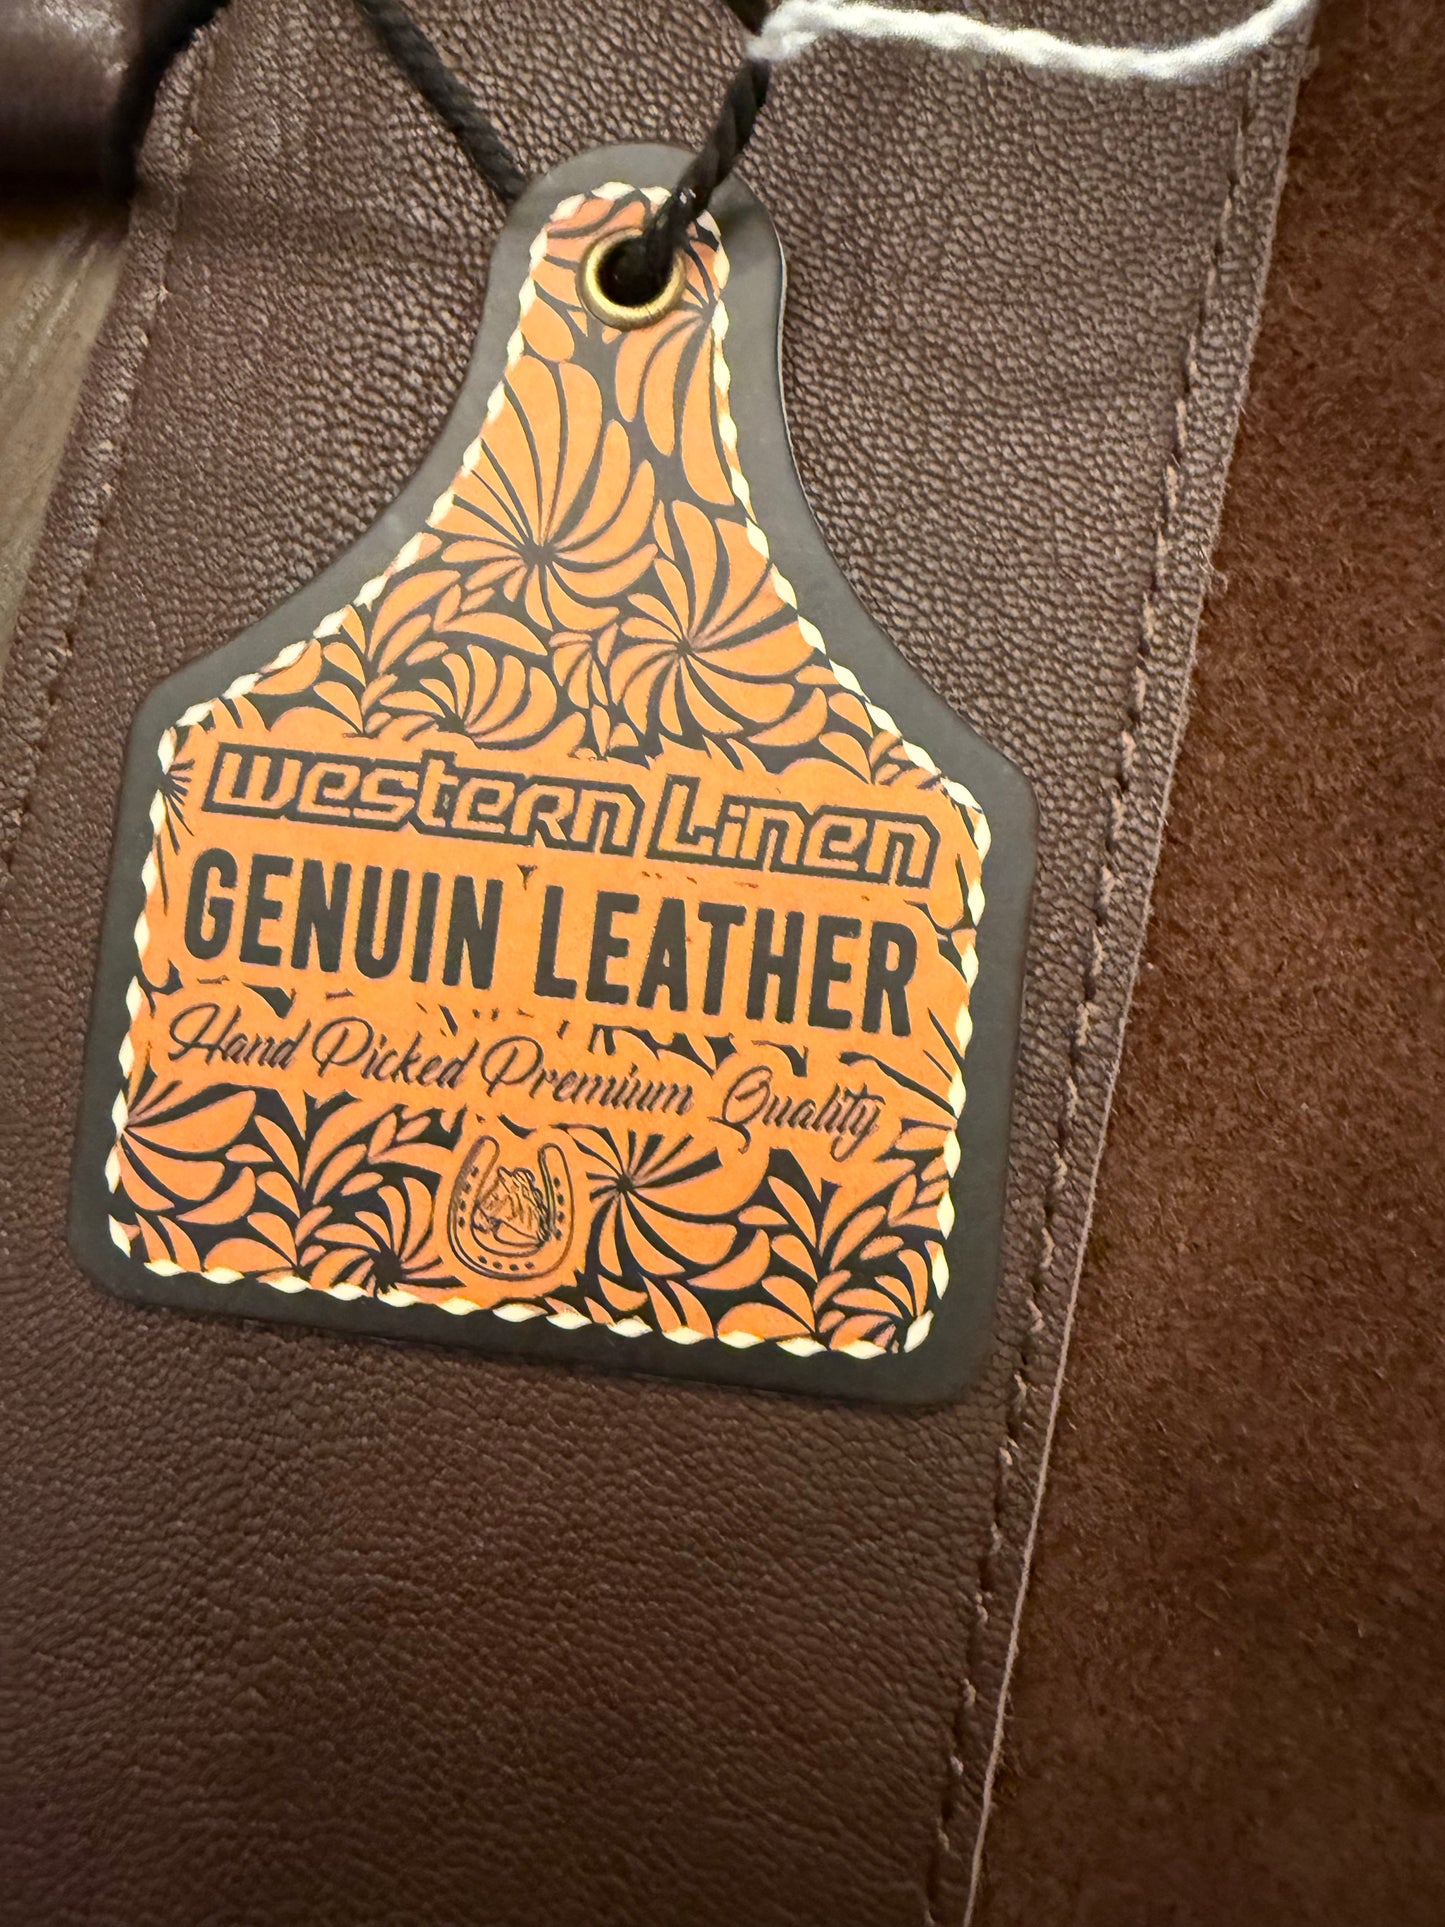 western Linen
GENUIN LEATHER
Hand Picked Premium Quality